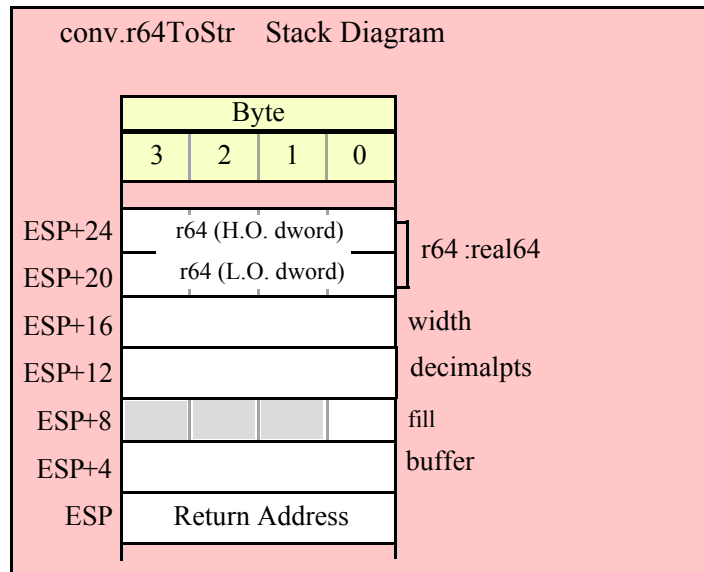 conv.r64ToStr Stack Diagram
Byte
3 2 1 0
ESP+24 r64 (H.O. dword)
r64 :real64
ESP+20 r64 (L.O. dword)
ESP+16 width
ESP+12 decimalpts
ESP+8 fill
ESP+4 buffer
ESP Return Address